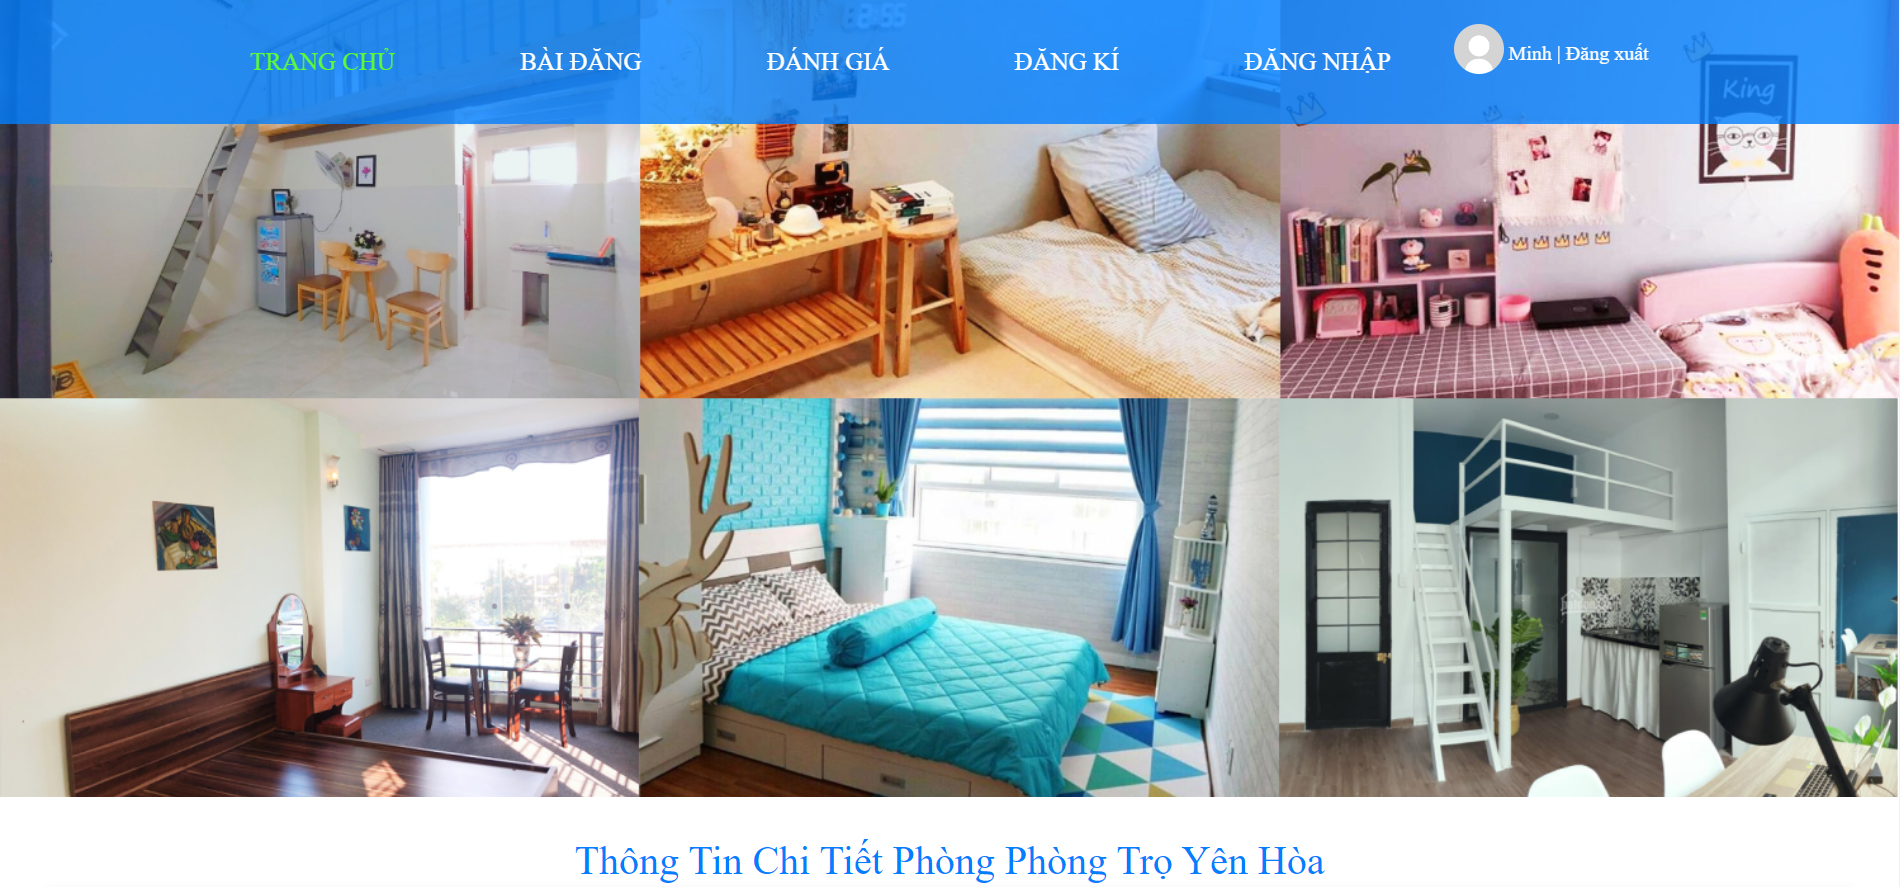 TRANG CHỦ
BÀI ĐĂNG
ĐÁNH GIÁ
ĐĂNG KÍ
ĐĂNG NHẬP
Minh | Đăng xuất
King
Thông Tin Chi Tiết Phòng Phòng Trọ Yên Hòa